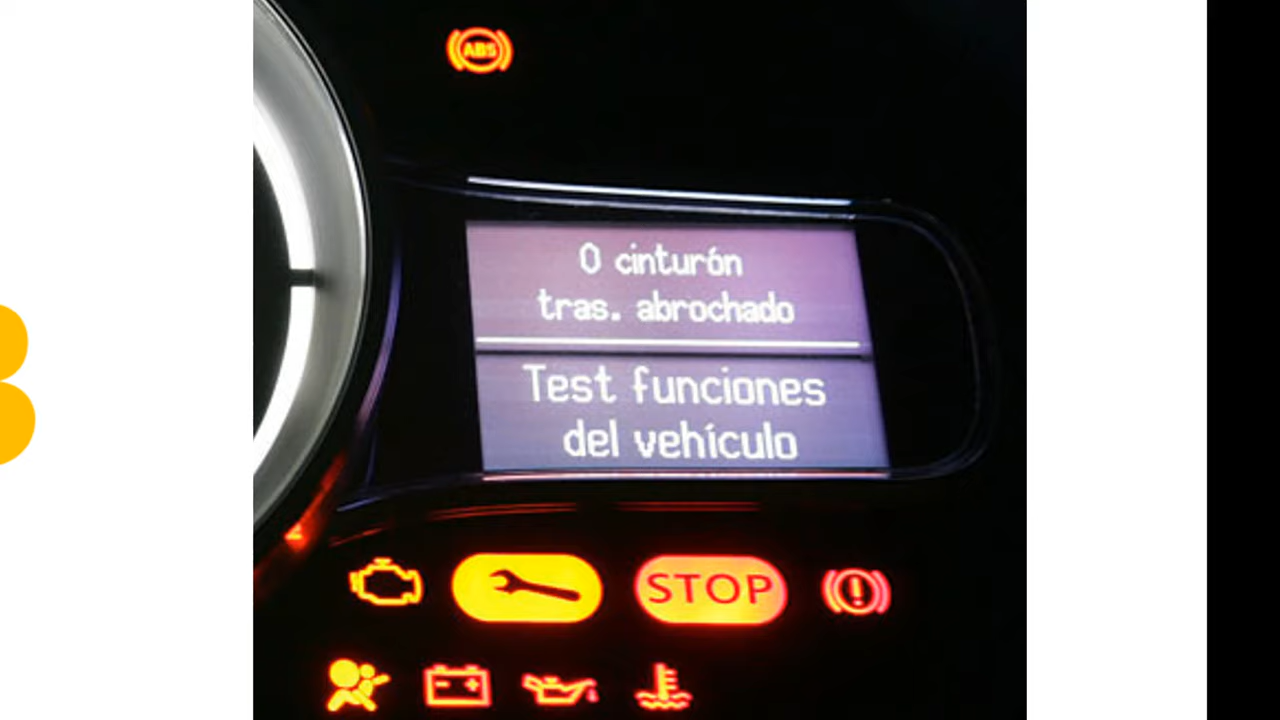 ABS
0 cinturón
tras. abrochado
Test funciones
del vehículo
STOP